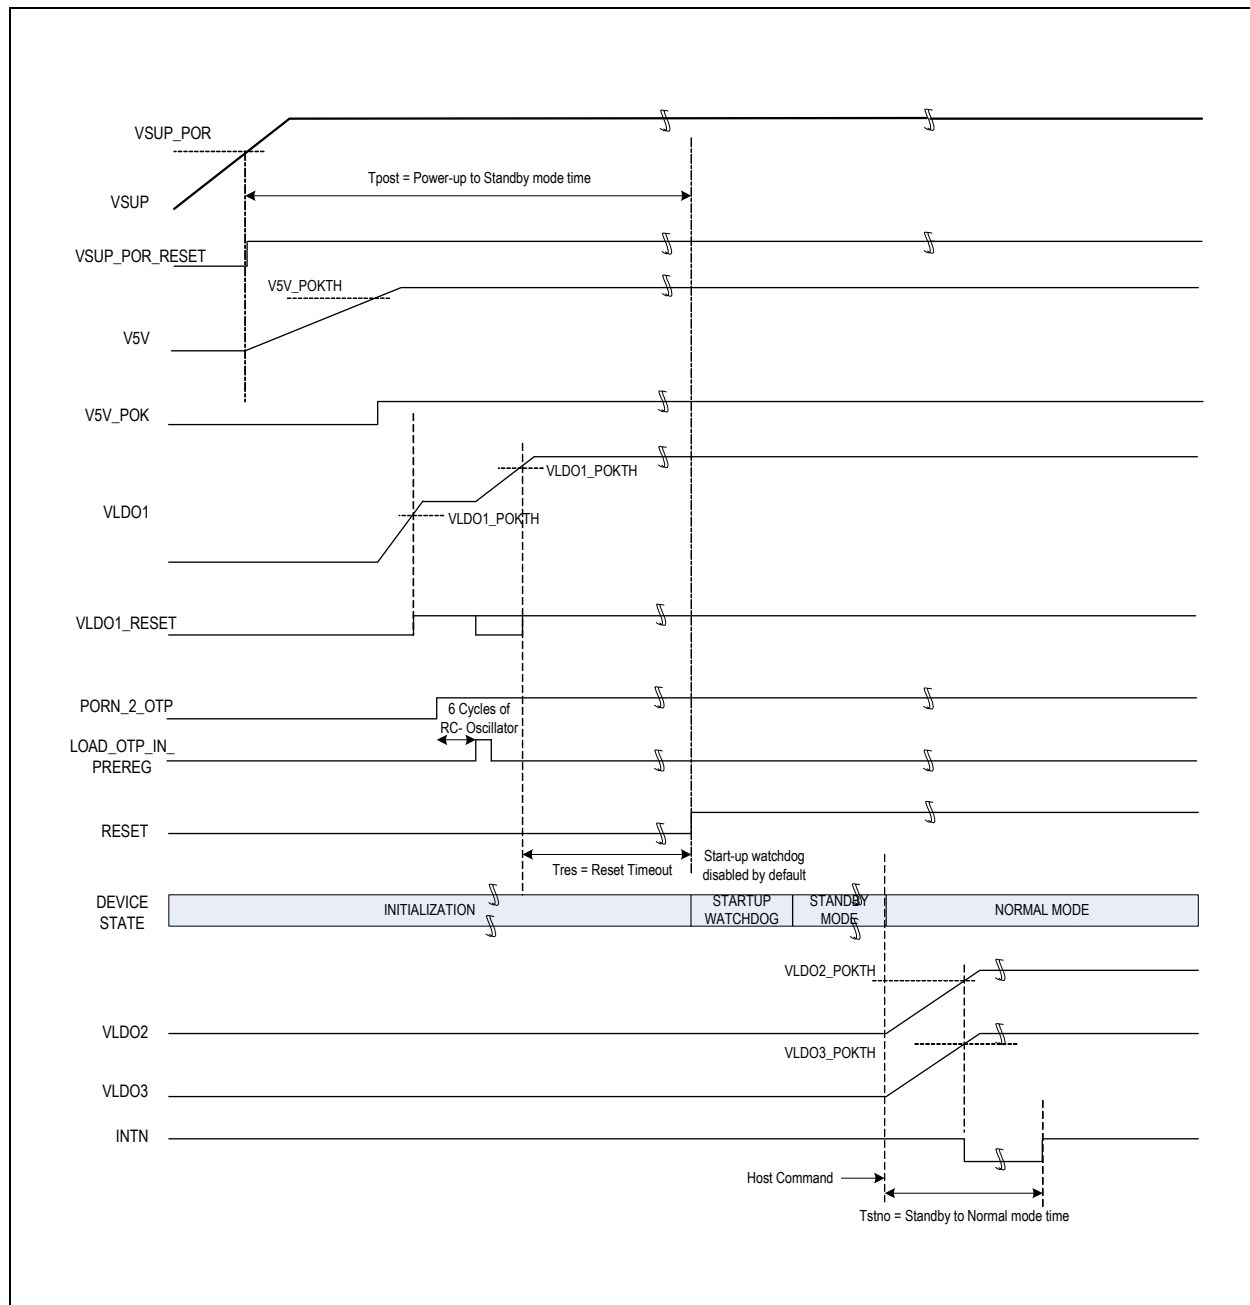 VSUP_POR
Tpost = Power-up to Standby mode time
VSUP
VSUP_POR_RESET
V5V_POKTH
V5V
V5V_POK
VLDO1_POKTH
VLDO1
VLDO1_POKTH
VLDO1_RESET
PORN_2_OTP
6 Cycles of
RC- Oscillator
LOAD_OTP_IN_
PREREG
RESET
Tres = Reset Timeout
Start-up watchdog
disabled by default
DEVICE
STATE
INITIALIZATION
STARTUP
WATCHDOG
STANDBY
MODE
NORMAL MODE
VLDO2_POKTH
VLDO2
VLDO3_POKTH
VLDO3
INTN
Host Command
Tstno = Standby to Normal mode time